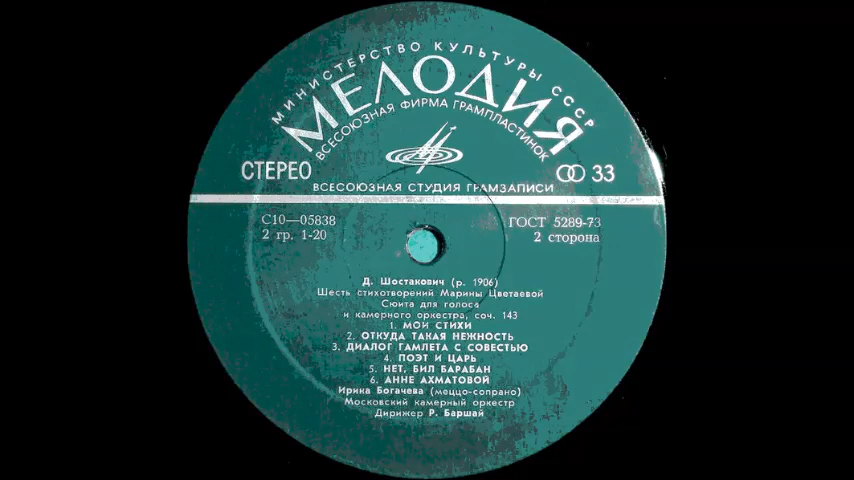 МИНИСТЕРСТВО КУЛЬТУРЫ СССР
МЕЛОДИЯ
ВСЕСОЮЗНАЯ ФИРМА ГРАМПЛАСТИНОК
СТЕРЕО
33
ВСЕСОЮЗНАЯ СТУДИЯ ГРАМЗАПИСИ
С10—05838
ГОСТ 5289-73
2 гр. 1-20
2 сторона
Д. Шостакович (р. 1906)
Шесть стихотворений Марины Цветаевой
Сюита для голоса
и камерного оркестра, соч. 143
1. МОИ СТИХИ
2. ОТКУДА ТАКАЯ НЕЖНОСТЬ
3. ДИАЛОГ ГАМЛЕТА С СОВЕСТЬЮ
4. ПОЭТ И ЦАРЬ
5. НЕТ, БИЛ БАРАБАН
6. АННЕ АХМАТОВОЙ
Ирина Богачева (меццо-сопрано)
Московский камерный оркестр
Дирижер Р. Баршай